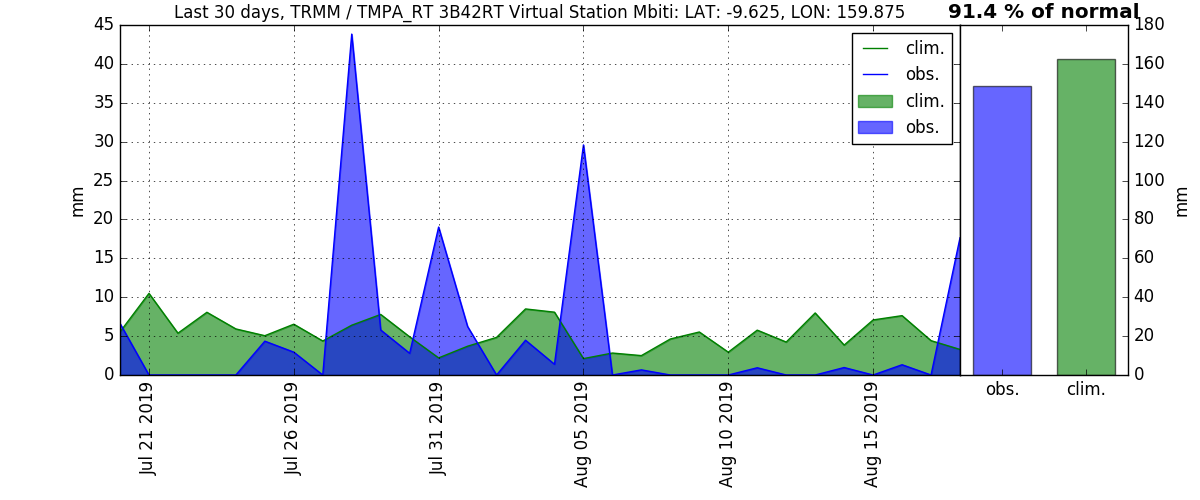 Last 30 days, TRMM / TMPA_RT 3B42RT Virtual Station Mbiti: LAT: -9.625, LON: 159.875
91.4 % of normal
45
40
35
30
25
20
15
10
5
0
mm
clim.
obs.
clim.
obs.
180
160
140
120
100
80
60
40
20
0
mm
Jul 21 2019
Jul 26 2019
Jul 31 2019
Aug 05 2019
Aug 10 2019
Aug 15 2019
obs.
clim.